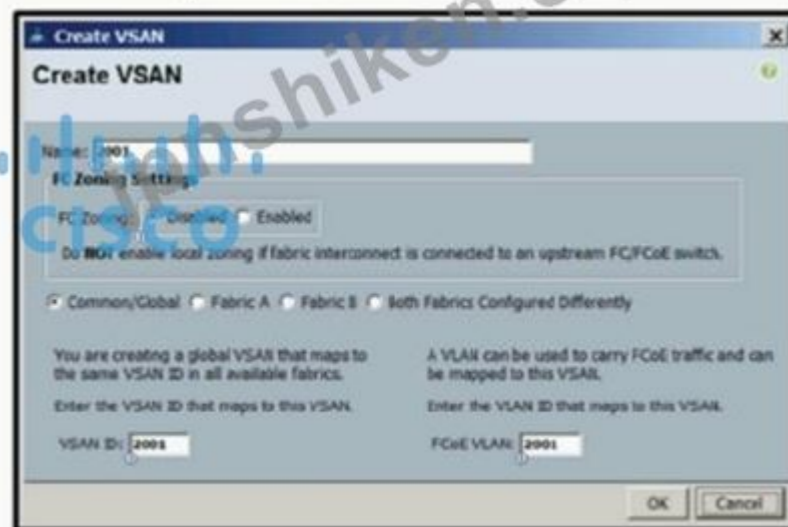 Create VSAN
Create VSAN
Name: 2001
FC Zoning Settings
FC Zoning: Disabled Enabled
Do NOT enable local zoning if fabric interconnect is connected to an upstream FC/FCoE switch.
Common/Global Fabric A Fabric B Both Fabrics Configured Differently
You are creating a global VSAN that maps to
the same VSAN ID in all available fabrics.
Enter the VSAN ID that maps to this VSAN.
VSAN ID: 2001
A VLAN can be used to carry FCoE traffic and can
be mapped to this VSAN.
Enter the VLAN ID that maps to this VSAN.
FCoE VLAN: 2001
OK Cancel
cisco